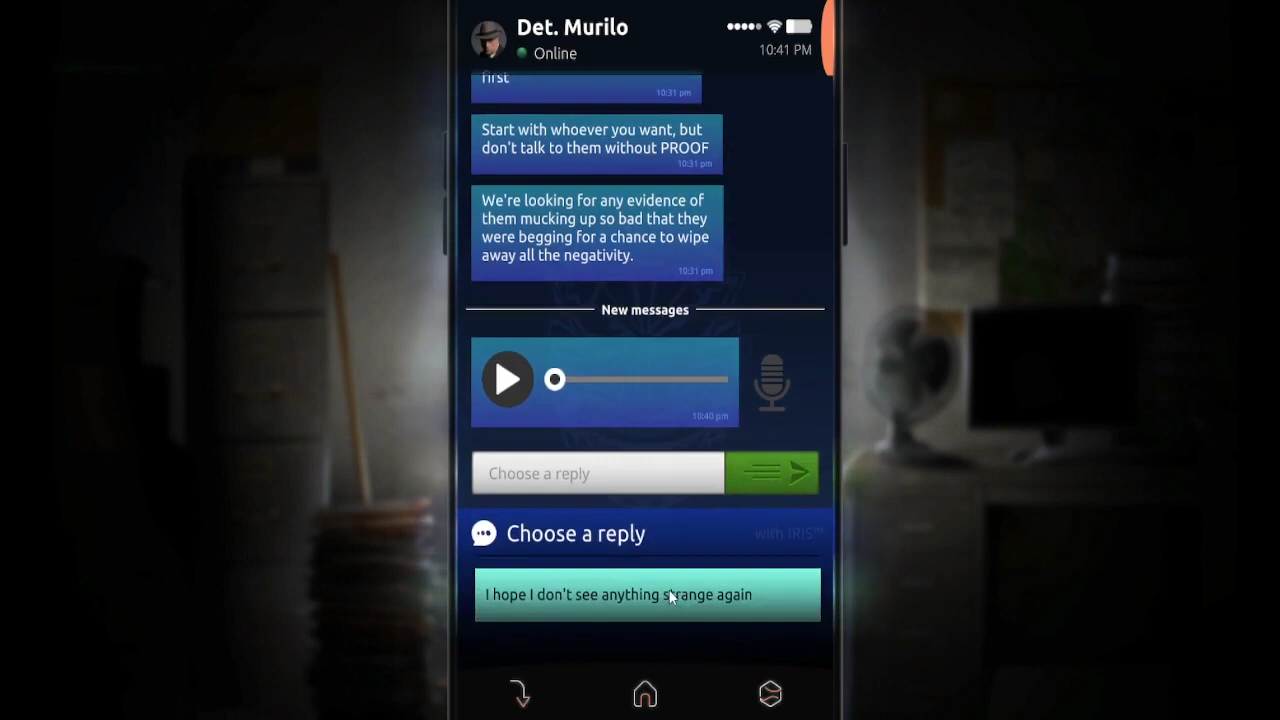 Det. Murilo
Online
10:41 PM
first
10:31 pm
Start with whoever you want, but
don't talk to them without PROOF
10:31 pm
We're looking for any evidence of
them mucking up so bad that they
were begging for a chance to wipe
away all the negativity.
10:31 pm
New messages
10:40 pm
Choose a reply
Choose a reply
with IRIS™
I hope I don't see anything strange again